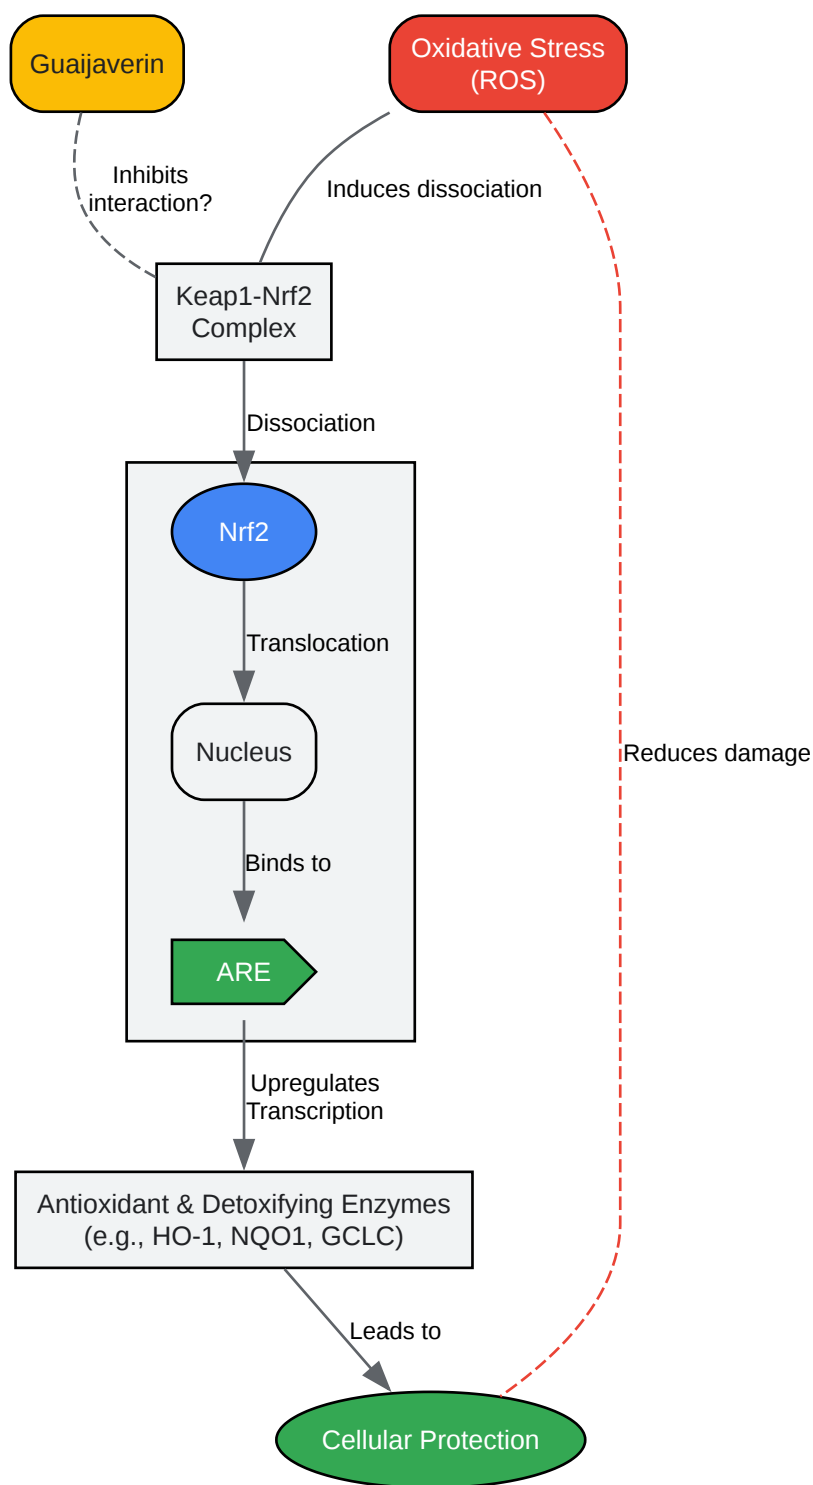 Guaijaverin
Oxidative Stress
(ROS)
Inhibits
interaction?
Induces dissociation
Keap1-Nrf2
Complex
Dissociation
Nrf2
Translocation
Nucleus
Reduces damage
Binds to
ARE
Upregulates
Transcription
Antioxidant & Detoxifying Enzymes
(e.g., HO-1, NQO1, GCLC)
Leads to
Cellular Protection